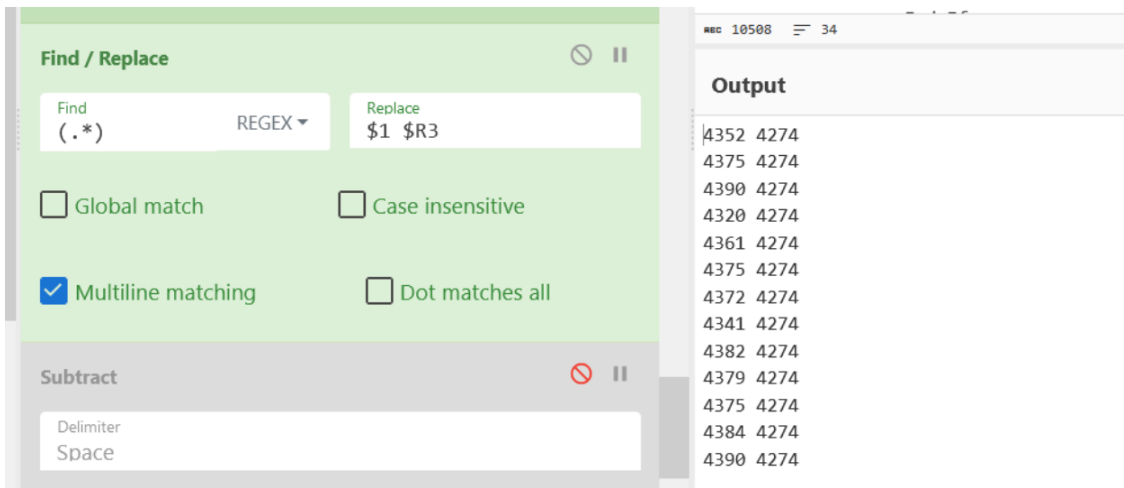 Find / Replace
Find
(.*)
REGEX
Replace
$1 $R3
Global match
Case insensitive
Multiline matching
Dot matches all
Subtract
Delimiter
Space
ABC 10508 34
Output
4352 4274
4375 4274
4390 4274
4320 4274
4361 4274
4375 4274
4372 4274
4341 4274
4382 4274
4379 4274
4375 4274
4384 4274
4390 4274